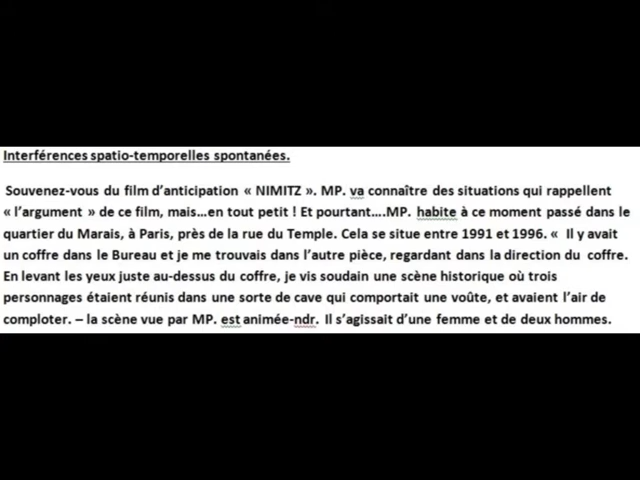 Interférences spatio-temporelles spontanées.
Souvenez-vous du film d’anticipation « NIMITZ ». MP. va connaître des situations qui rappellent
« l’argument » de ce film, mais…en tout petit ! Et pourtant….MP. habite à ce moment passé dans le
quartier du Marais, à Paris, près de la rue du Temple. Cela se situe entre 1991 et 1996. « Il y avait
un coffre dans le Bureau et je me trouvais dans l’autre pièce, regardant dans la direction du coffre.
En levant les yeux juste au-dessus du coffre, je vis soudain une scène historique où trois
personnages étaient réunis dans une sorte de cave qui comportait une voûte, et avaient l’air de
comploter. – la scène vue par MP. est animée-ndr. Il s’agissait d’une femme et de deux hommes.